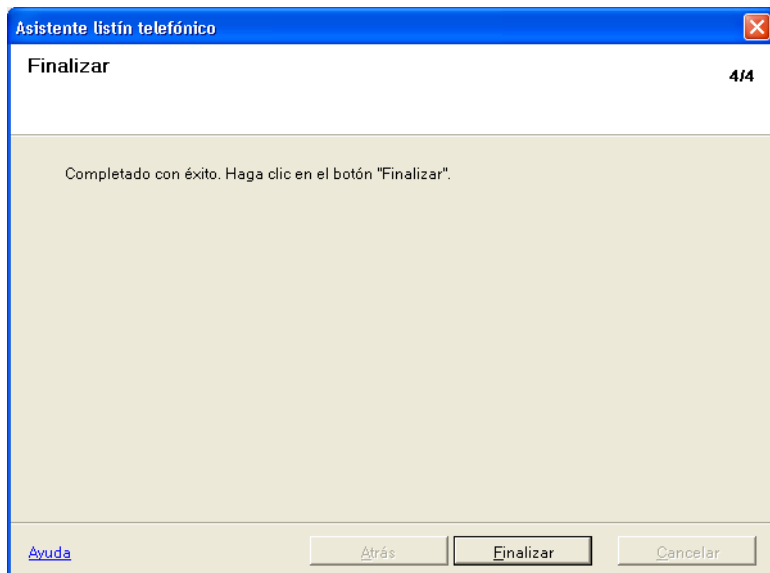 Asistente listín telefónico
Finalizar
4/4
Completado con éxito. Haga clic en el botón "Finalizar".
Ayuda
Atrás
Finalizar
Cancelar